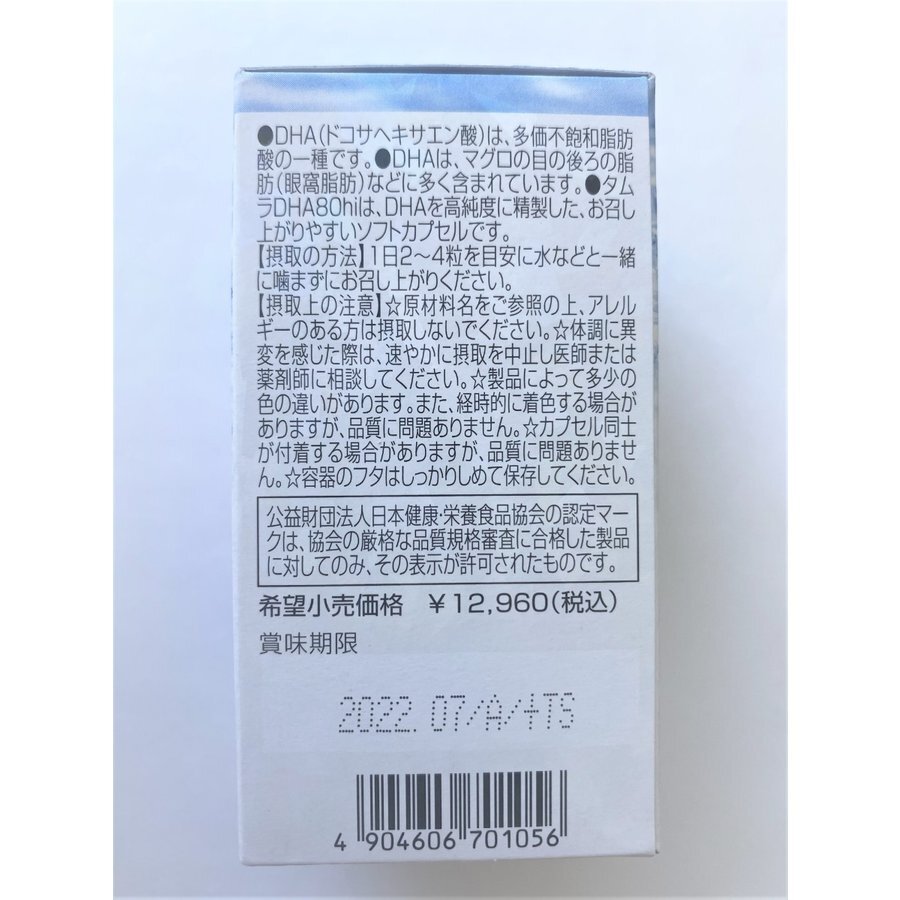 ●DHA(ドコサヘキサエン酸)は、多価不飽和脂肪
酸の一種です。●DHAは、マグロの目の後ろの脂
肪(眼窩脂肪)などに多く含まれています。●タム
ラDHA80hiは、DHAを高純度に精製した、お召し
上がりやすいソフトカプセルです。
【摂取の方法】1日2〜4粒を目安に水などと一緒
に噛まずにお召し上がりください。
【摂取上の注意】☆原材料名をご参照の上、アレル
ギーのある方は摂取しないでください。☆体調に異
変を感じた際は、速やかに摂取を中止し医師または
薬剤師に相談してください。☆製品によって多少の
色の違いがあります。また、経時的に着色する場合が
ありますが、品質に問題ありません。☆カプセル同士
が付着する場合がありますが、品質に問題ありませ
ん。☆容器のフタはしっかりしめて保存してください。
公益財団法人日本健康・栄養食品協会の認定マー
クは、協会の厳格な品質規格審査に合格した製品
に対してのみ、その表示が許可されたものです。
希望小売価格 ￥12,960(税込)
賞味期限
2022.07/A/tTS
4 904606 701056